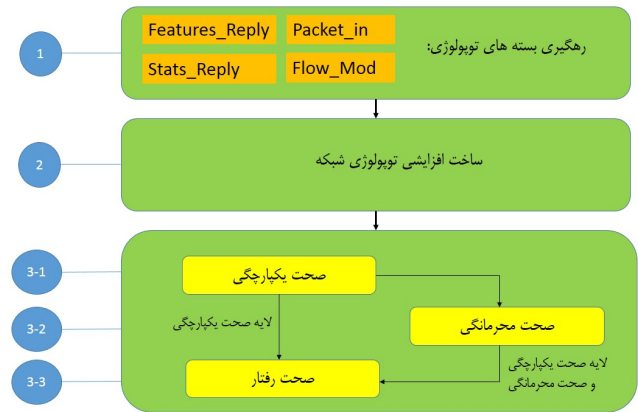 1
رهگیری بسته های توپولوژی:
Features_Reply
Packet_in
Stats_Reply
Flow_Mod
2
ساخت افزایشی توپولوژی شبکه
3-1
صحت یکپارچگی
3-2
لایه صحت یکپارچگی
صحت محرمانگی
3-3
صحت رفتار
لایه صحت یکپارچگی
و صحت محرمانگی